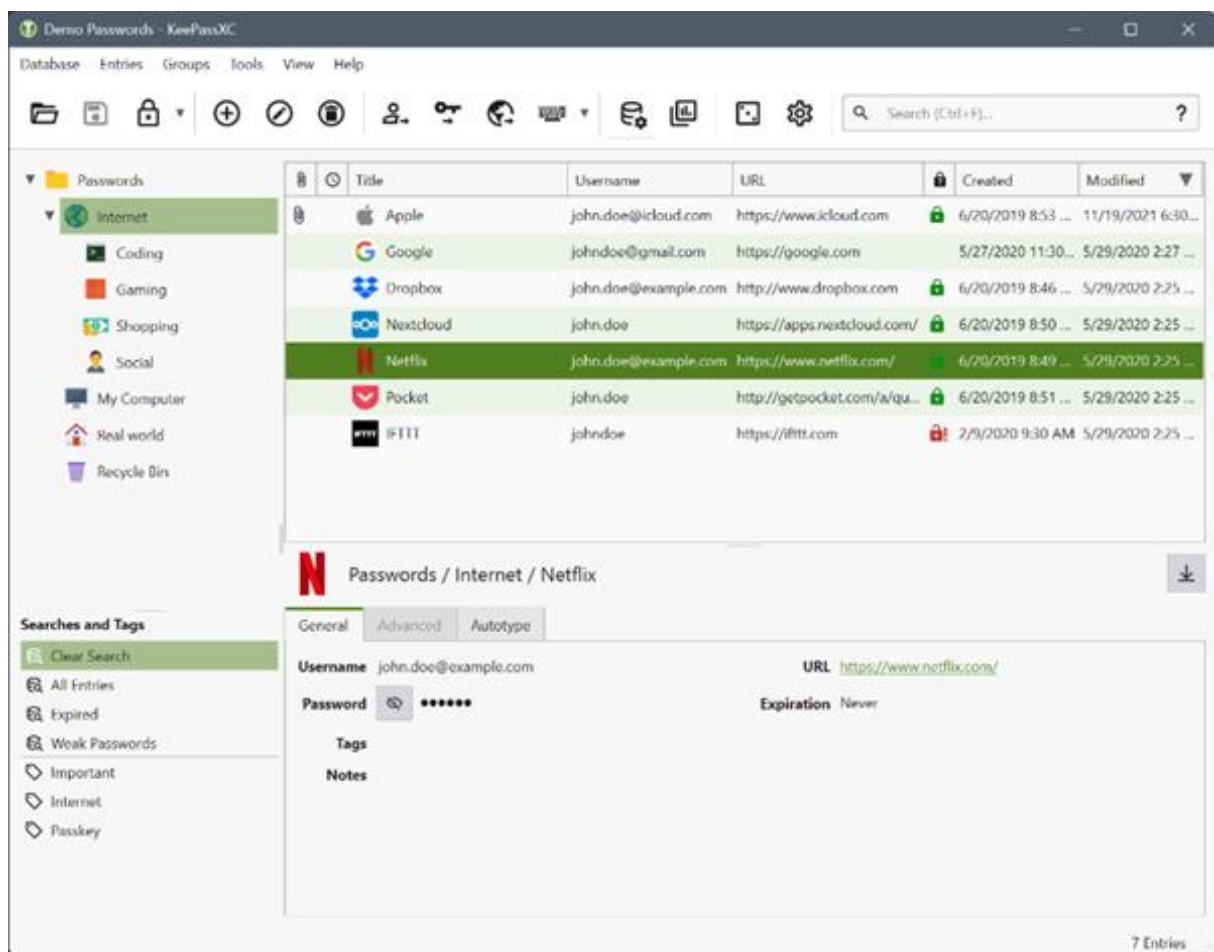 Demo Passwords - KeePassXC
Database Entries Groups Tools View Help
Search (Ctrl+F)... ?
Passwords
Internet
Coding
Gaming
Shopping
Social
My Computer
Real world
Recycle Bin
Title Username URL Created Modified
Apple john.doe@icloud.com https://www.icloud.com 6/20/2019 8:53 ... 11/19/2021 6:30...
Google johndoe@gmail.com https://google.com 5/27/2020 11:30... 5/29/2020 2:27 ...
Dropbox john.doe@example.com http://www.dropbox.com 6/20/2019 8:46 ... 5/29/2020 2:25 ...
Nextcloud john.doe https://apps.nextcloud.com/ 6/20/2019 8:50 ... 5/29/2020 2:25 ...
Netflix john.doe@example.com https://www.netflix.com/ 6/20/2019 8:49 ... 5/29/2020 2:25 ...
Pocket john.doe http://getpocket.com/a/qu... 6/20/2019 8:51 ... 5/29/2020 2:25 ...
IFTTT IFTTT johndoe https://ifttt.com 2/9/2020 9:30 AM 5/29/2020 2:25 ...
Passwords / Internet / Netflix
General Advanced Autotype
Username john.doe@example.com URL https://www.netflix.com/
Password ●●●●●● Expiration Never
Tags
Notes
Searches and Tags
Clear Search
All Entries
Expired
Weak Passwords
Important
Internet
Passkey
7 Entries